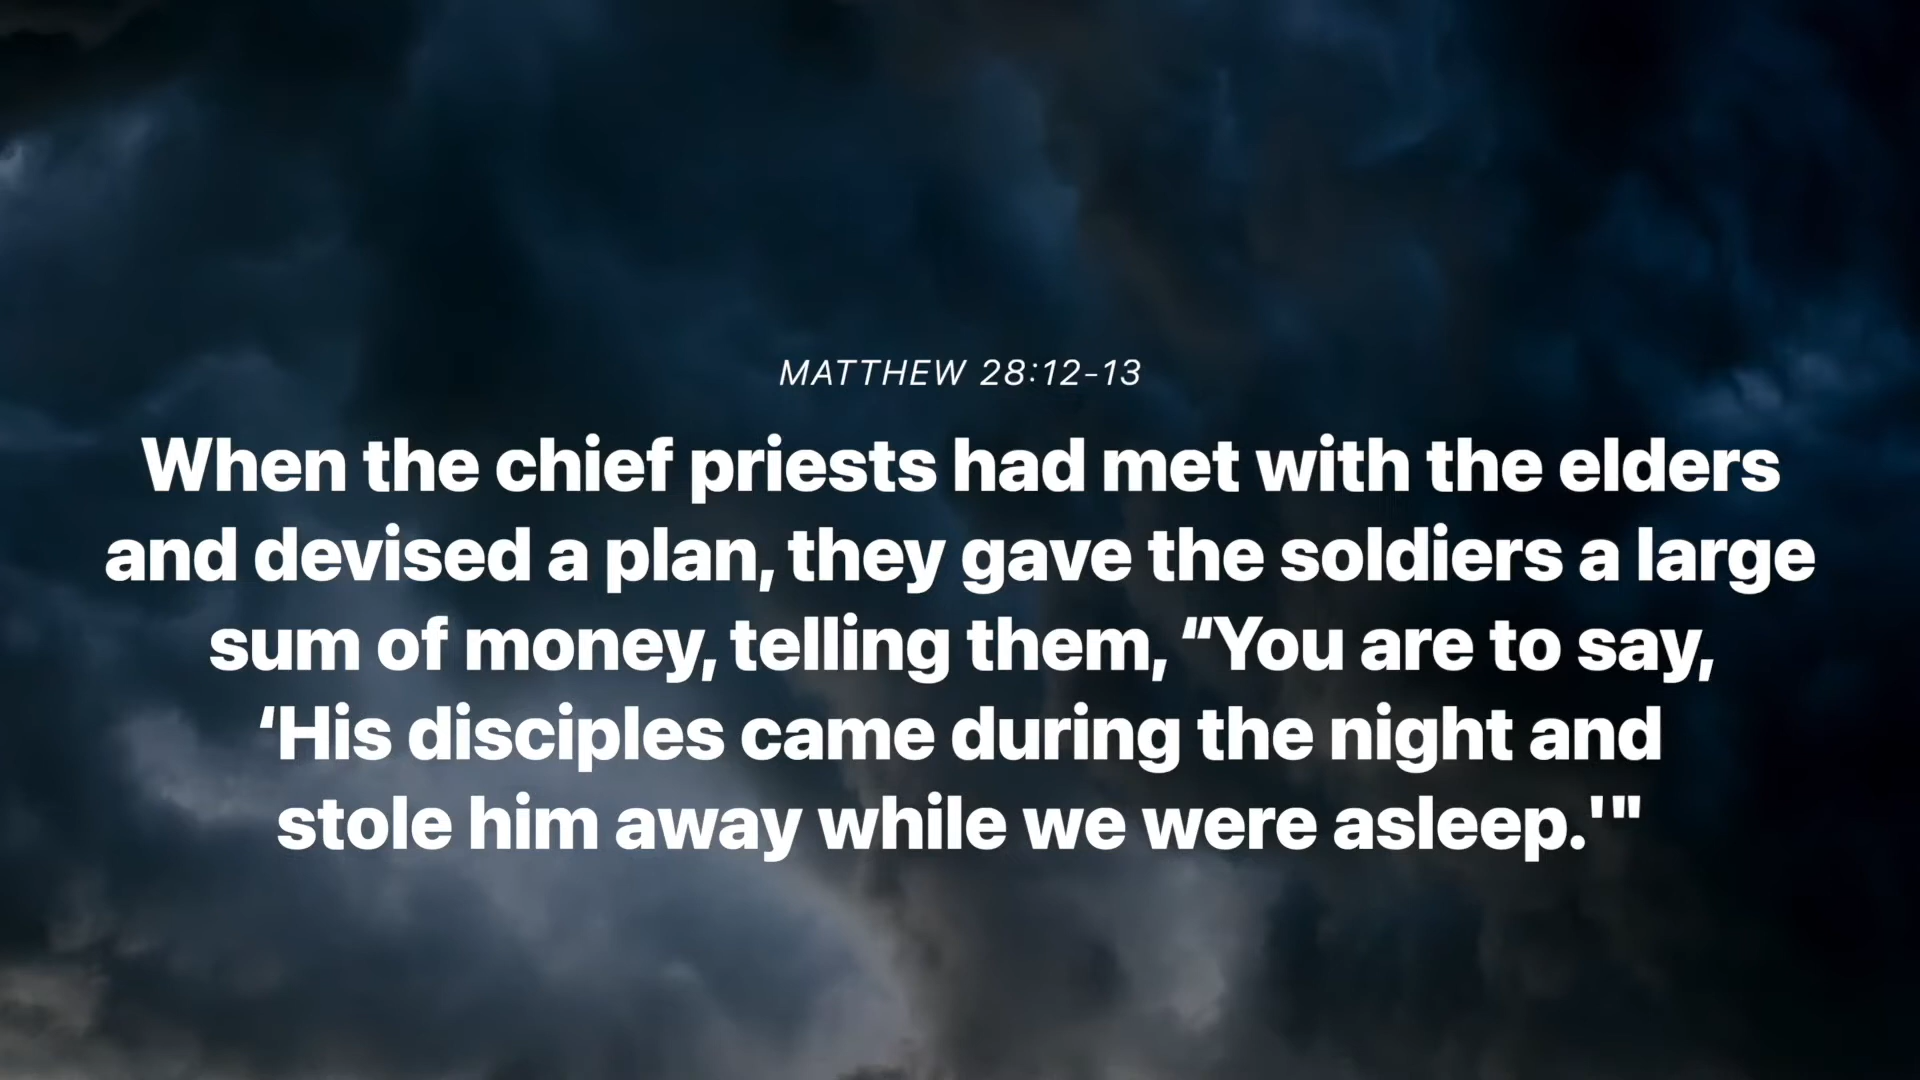 MATTHEW 28:12-13
When the chief priests had met with the elders
and devised a plan, they gave the soldiers a large
sum of money, telling them, “You are to say,
‘His disciples came during the night and
stole him away while we were asleep.'"